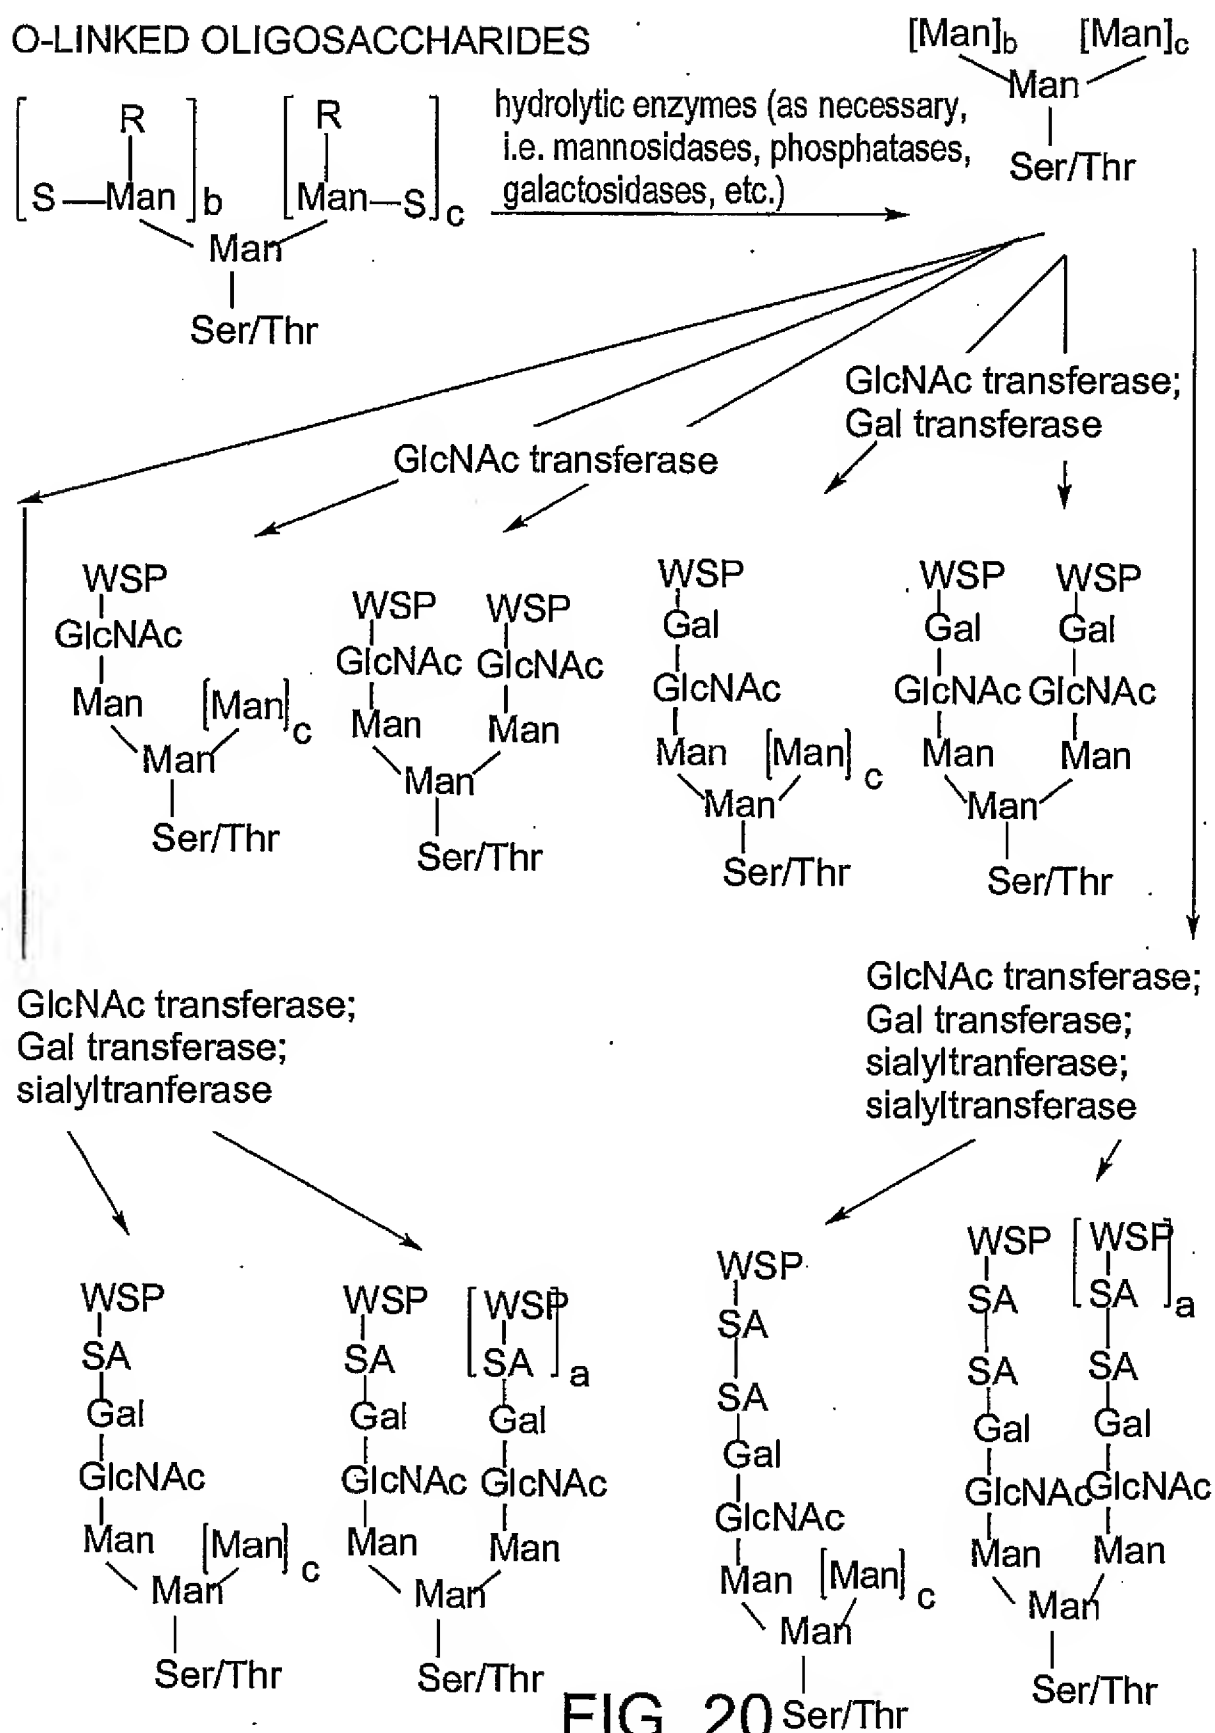 O-LINKED OLIGOSACCHARIDES
[Man]b [Man]c
Man
Ser/Thr
[ R
S—Man ]b
[ R
Man—S ]c
Man
Ser/Thr
hydrolytic enzymes (as necessary,
i.e. mannosidases, phosphatases,
galactosidases, etc.)
GlcNAc transferase
GlcNAc transferase;
Gal transferase
WSP
GlcNAc
Man [Man]c
Man
Ser/Thr
WSP WSP
GlcNAc GlcNAc
Man Man
Man
Ser/Thr
WSP
Gal
GlcNAc
Man [Man]c
Man
Ser/Thr
WSP WSP
Gal Gal
GlcNAc GlcNAc
Man Man
Man
Ser/Thr
GlcNAc transferase;
Gal transferase;
sialyltranferase
GlcNAc transferase;
Gal transferase;
sialyltranferase;
sialyltransferase
WSP
SA
Gal
GlcNAc
Man [Man]c
Man
Ser/Thr
WSP [WSP
SA SA]a
Gal Gal
GlcNAc GlcNAc
Man Man
Man
Ser/Thr
WSP
SA
SA
Gal
GlcNAc
Man [Man]c
Man
Ser/Thr
WSP [WSP
SA SA]a
SA SA
Gal Gal
GlcNAc GlcNAc
Man Man
Man
Ser/Thr
FIG. 20